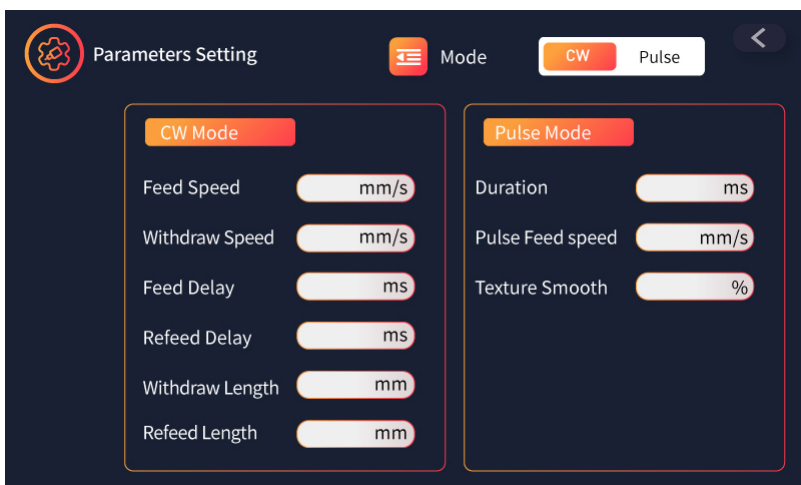 Parameters Setting
Mode
CW
Pulse
CW Mode
Feed Speed mm/s
Withdraw Speed mm/s
Feed Delay ms
Refeed Delay ms
Withdraw Length mm
Refeed Length mm
Pulse Mode
Duration ms
Pulse Feed speed mm/s
Texture Smooth %